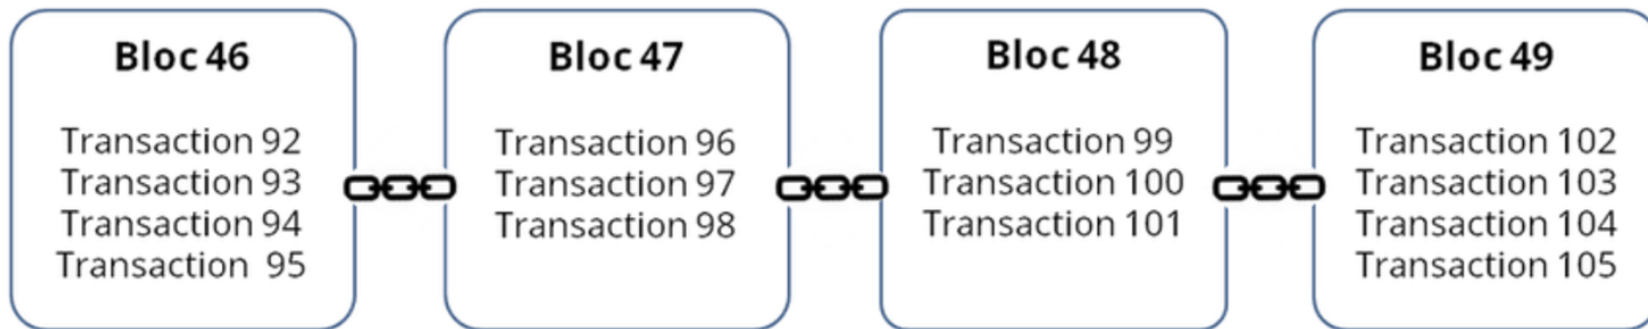 Bloc 46
Transaction 92
Transaction 93
Transaction 94
Transaction 95
Bloc 47
Transaction 96
Transaction 97
Transaction 98
Bloc 48
Transaction 99
Transaction 100
Transaction 101
Bloc 49
Transaction 102
Transaction 103
Transaction 104
Transaction 105